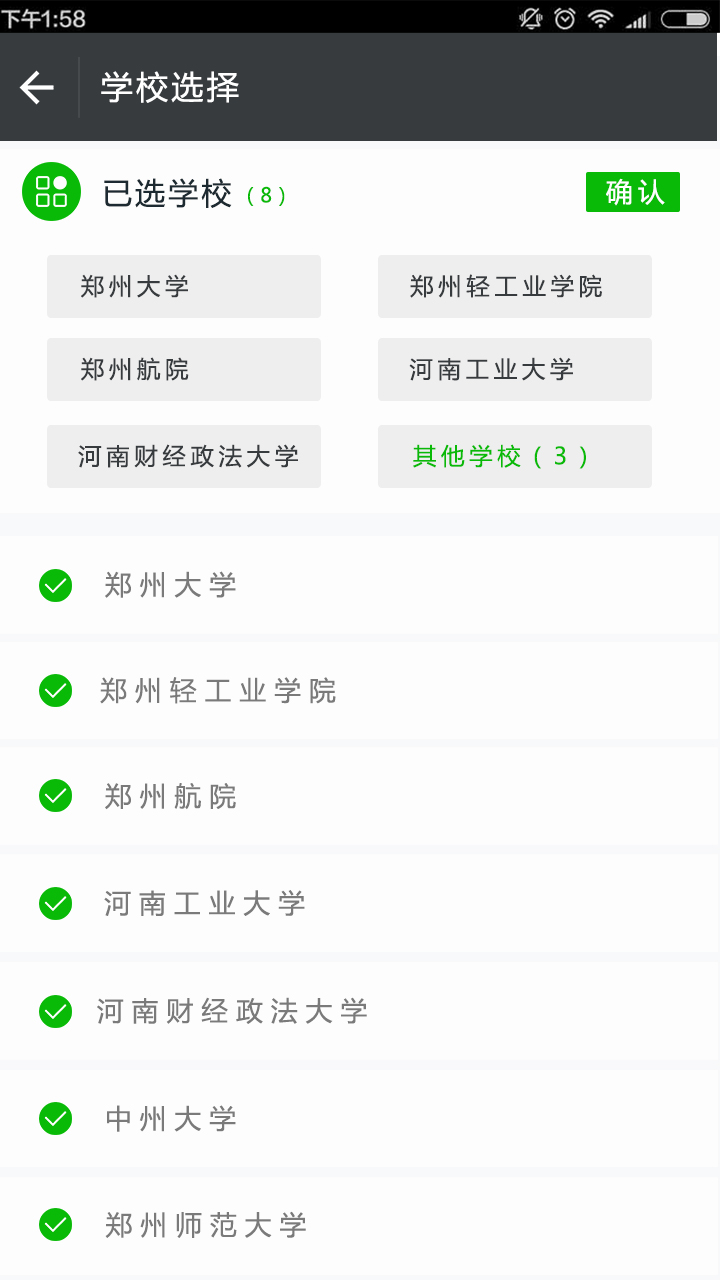 下午1:58
学校选择
已选学校 (8) 确认
郑州大学 郑州轻工业学院
郑州航院 河南工业大学
河南财经政法大学 其他学校(3)
郑州大学
郑州轻工业学院
郑州航院
河南工业大学
河南财经政法大学
中州大学
郑州师范大学